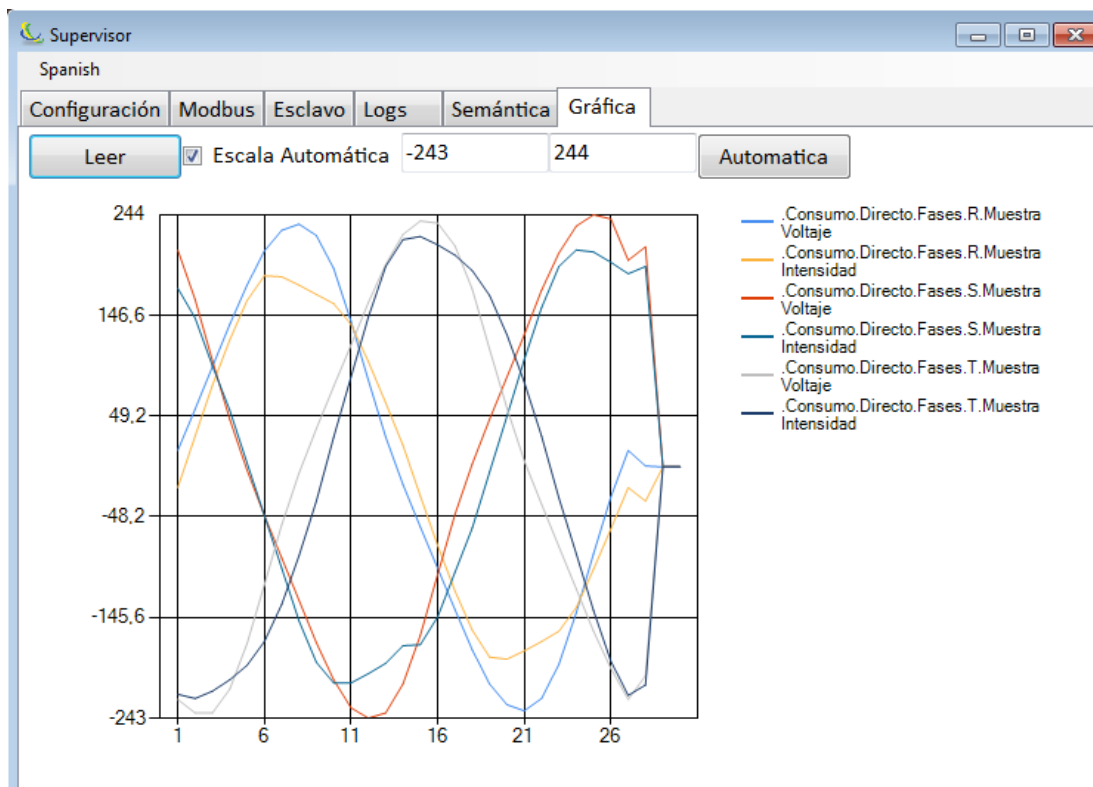 Supervisor
Spanish
Configuración Modbus Esclavo Logs Semántica Gráfica
Leer Escala Automática -243 244 Automatica
244
146,6
49,2
-48,2
-145,6
-243
1 6 11 16 21 26
.Consumo.Directo.Fases.R.Muestra
Voltaje
.Consumo.Directo.Fases.R.Muestra
Intensidad
.Consumo.Directo.Fases.S.Muestra
Voltaje
.Consumo.Directo.Fases.S.Muestra
Intensidad
.Consumo.Directo.Fases.T.Muestra
Voltaje
.Consumo.Directo.Fases.T.Muestra
Intensidad